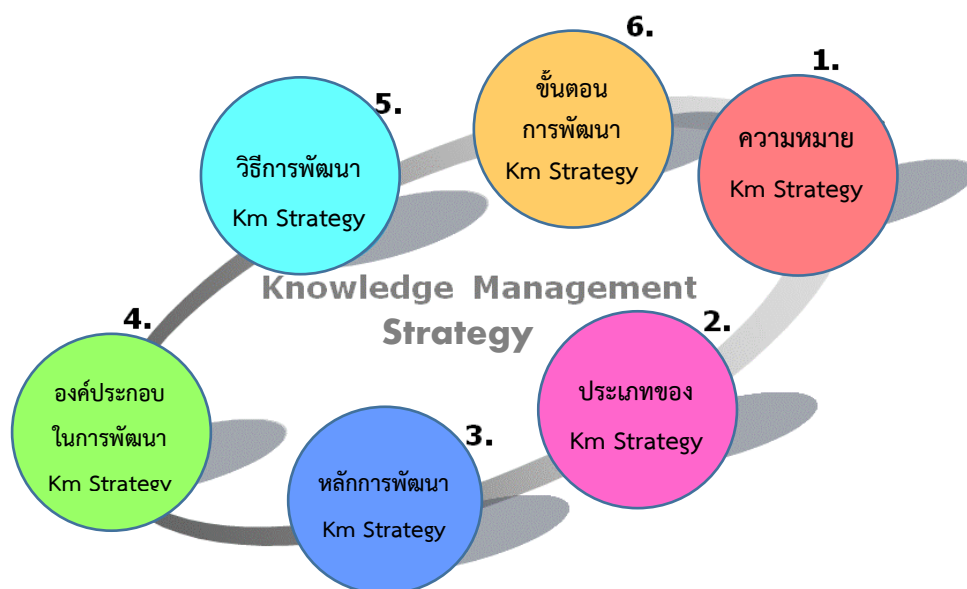 1.
ความหมาย
Km Strategy
2.
ประเภทของ
Km Strategy
3.
หลักการพัฒนา
Km Strategy
4.
องค์ประกอบ
ในการพัฒนา
Km Strategy
5.
วิธีการพัฒนา
Km Strategy
6.
ขั้นตอน
การพัฒนา
Km Strategy
Knowledge Management
Strategy